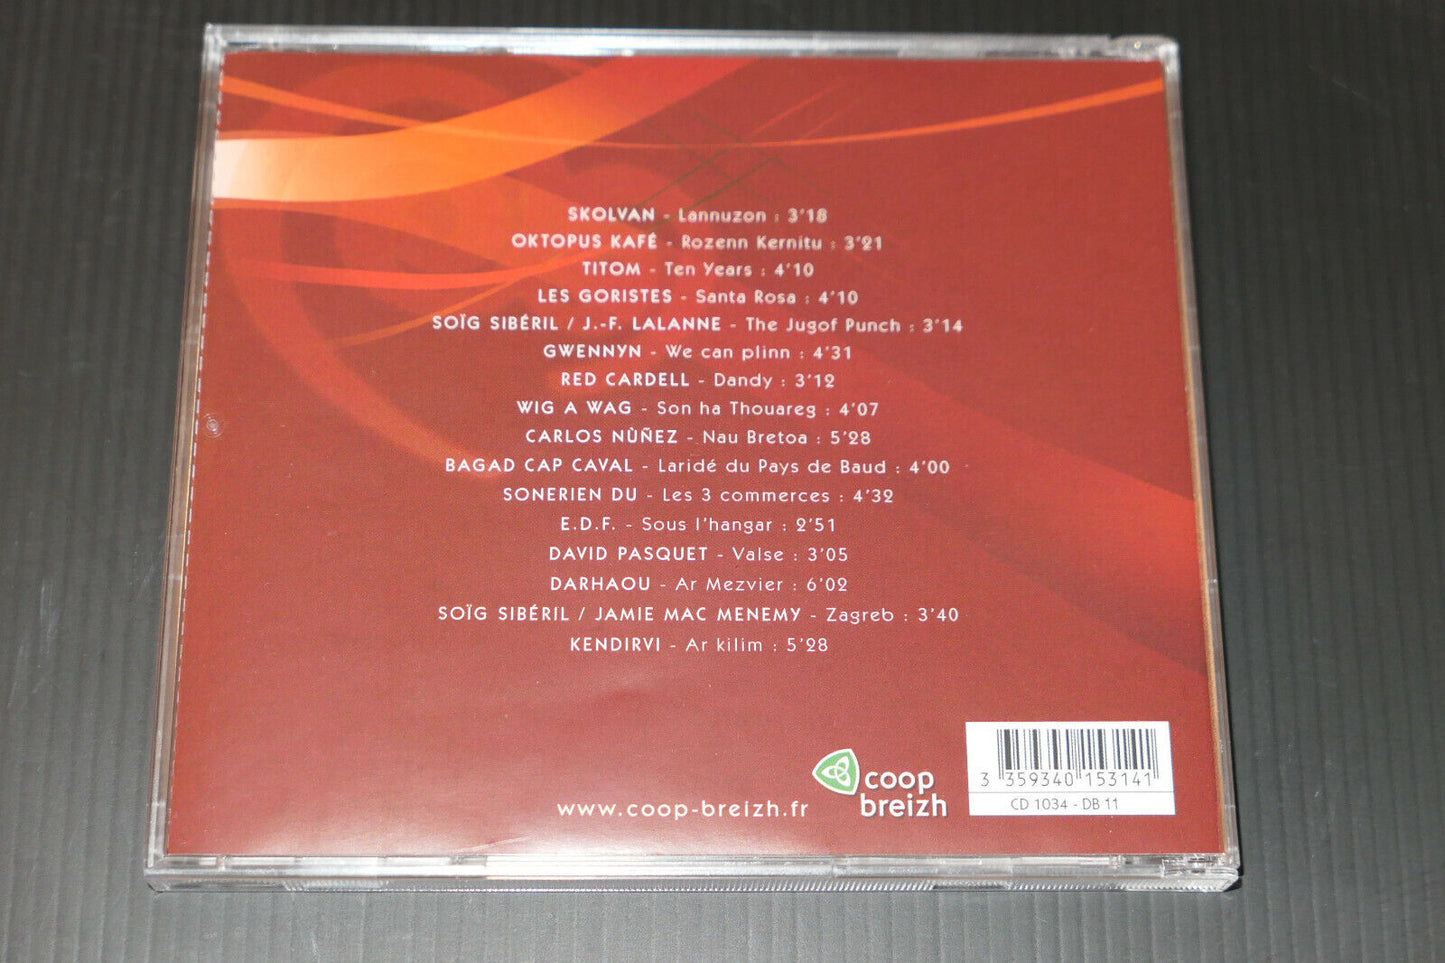 SKOLVAN - Lannuzon : 3'18
OKTOPUS KAFÉ - Rozenn Kernitu : 3'21
TITOM - Ten Years : 4'10
LES GORISTES - Santa Rosa : 4'10
SOÏG SIBÉRIL / J.-F. LALANNE - The Jugof Punch : 3'14
GWENNYN - We can plinn : 4'31
RED CARDELL - Dandy : 3'12
WIG A WAG - Son ha Thouareg : 4'07
CARLOS NÙÑEZ - Nau Bretoa : 5'28
BAGAD CAP CAVAL - Laridé du Pays de Baud : 4'00
SONERIEN DU - Les 3 commerces : 4'32
E.D.F. - Sous l'hangar : 2'51
DAVID PASQUET - Valse : 3'05
DARHAOU - Ar Mezvier : 6'02
SOÏG SIBÉRIL / JAMIE MAC MENEMY - Zagreb : 3'40
KENDIRVI - Ar kilim : 5'28
www.coop-breizh.fr
coop
breizh
3 359340 153141
CD 1034 - DB 11